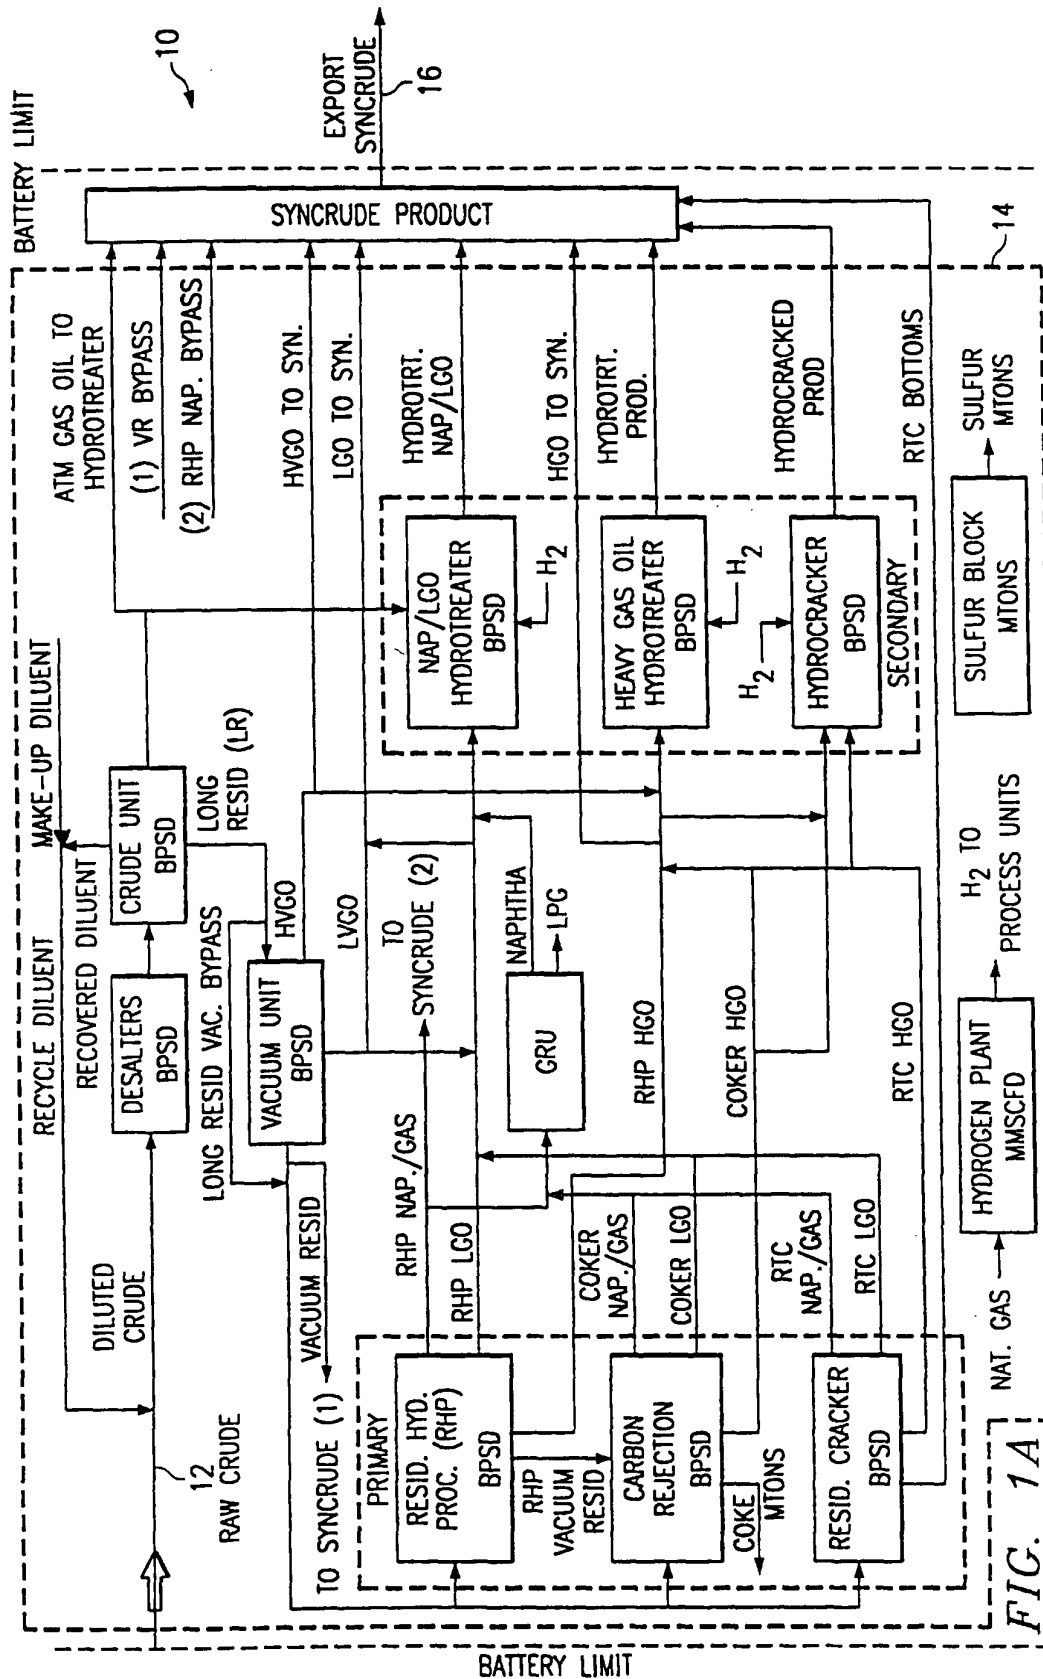 BATTERY LIMIT
10
EXPORT
SYNCRUDE
16
SYNCRUDE PRODUCT
14
ATM GAS OIL TO
HYDROTREATER
(1) VR BYPASS
(2) RHP NAP. BYPASS
HVGO TO SYN.
LGO TO SYN.
HYDROTRT.
NAP/LGO
HGO TO SYN.
HYDROTRT.
PROD.
HYDROCRACKED
PROD
RTC BOTTOMS
SULFUR
MTONS
SULFUR BLOCK
MTONS
NAP/LGO
HYDROTREATER
BPSD
H2
HEAVY GAS OIL
HYDROTREATER
BPSD
H2
H2
HYDROCRACKER
BPSD
SECONDARY
MAKE-UP DILUENT
RECYCLE DILUENT
RECOVERED DILUENT
CRUDE UNIT
BPSD
LONG
RESID (LR)
DESALTERS
BPSD
LONG RESID VAC. BYPASS
HVGO
VACUUM UNIT
BPSD
LVGO
TO
SYNCRUDE (2)
NAPHTHA
LPG
GRU
RHP HGO
COKER HGO
RTC HGO
H2 TO
PROCESS UNITS
HYDROGEN PLANT
MMSCFD
NAT. GAS
DILUTED
CRUDE
12
RAW CRUDE
VACUUM RESID
TO SYNCRUDE (1)
RHP NAP./GAS
RHP LGO
COKER
NAP./GAS
COKER LGO
RTC
NAP./GAS
RTC LGO
PRIMARY
RESID. HYD.
PROC. (RHP)
BPSD
RHP
VACUUM
RESID
CARBON
REJECTION
BPSD
COKE
MTONS
RESID. CRACKER
BPSD
BATTERY LIMIT
FIG. 1A